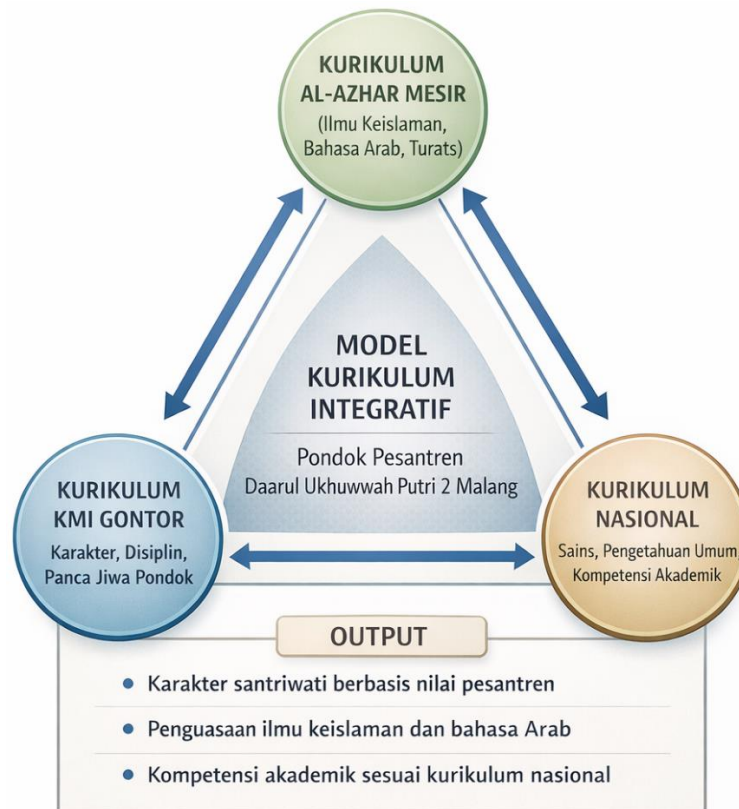 KURIKULUM
AL-AZHAR MESIR
(Ilmu Keislaman,
Bahasa Arab, Turats)
MODEL
KURIKULUM
INTEGRATIF
Pondok Pesantren
Daarul Ukhuwwah Putri 2 Malang
KURIKULUM
KMI GONTOR
Karakter, Disiplin,
Panca Jiwa Pondok
KURIKULUM
NASIONAL
Sains, Pengetahuan Umum,
Kompetensi Akademik
OUTPUT
• Karakter santriwati berbasis nilai pesantren
• Penguasaan ilmu keislaman dan bahasa Arab
• Kompetensi akademik sesuai kurikulum nasional